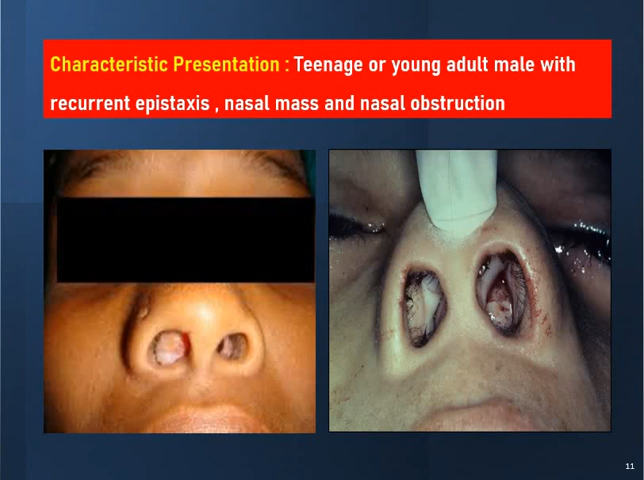 Characteristic Presentation : Teenage or young adult male with
recurrent epistaxis , nasal mass and nasal obstruction
11